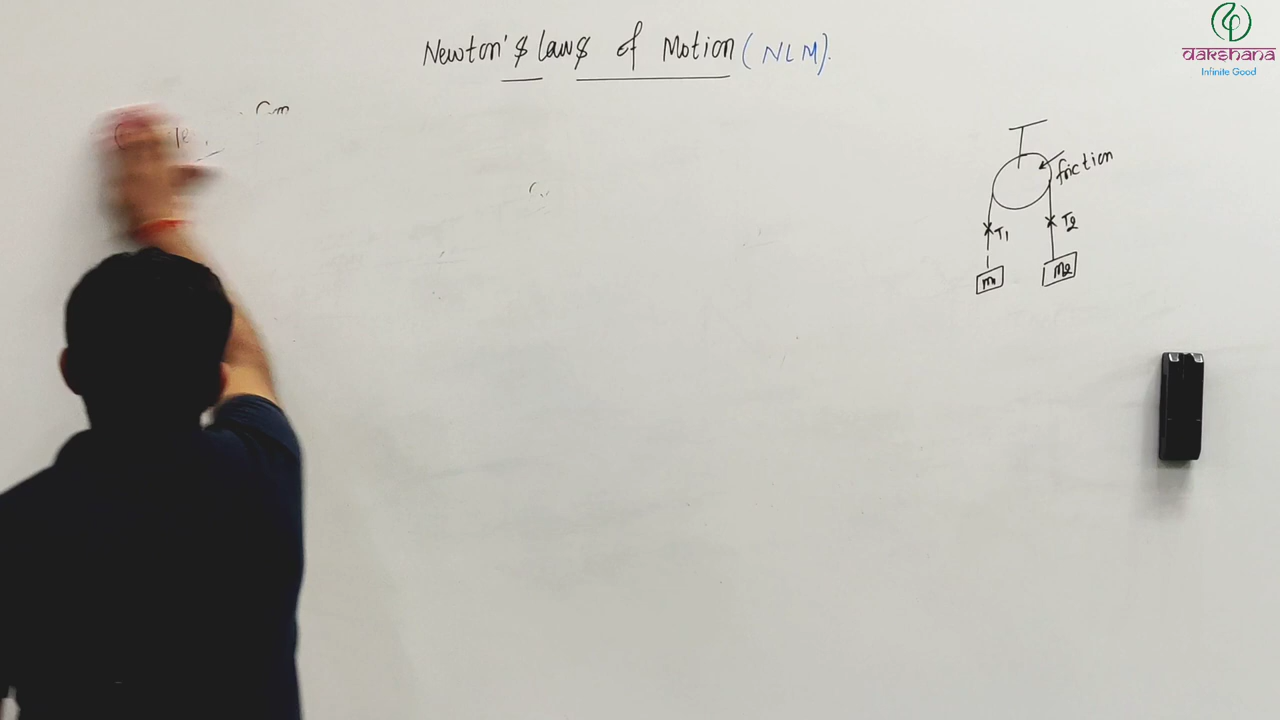 Newton's laws of Motion (NLM).
dakshana
Infinite Good
friction
T1
T2
m1
m2